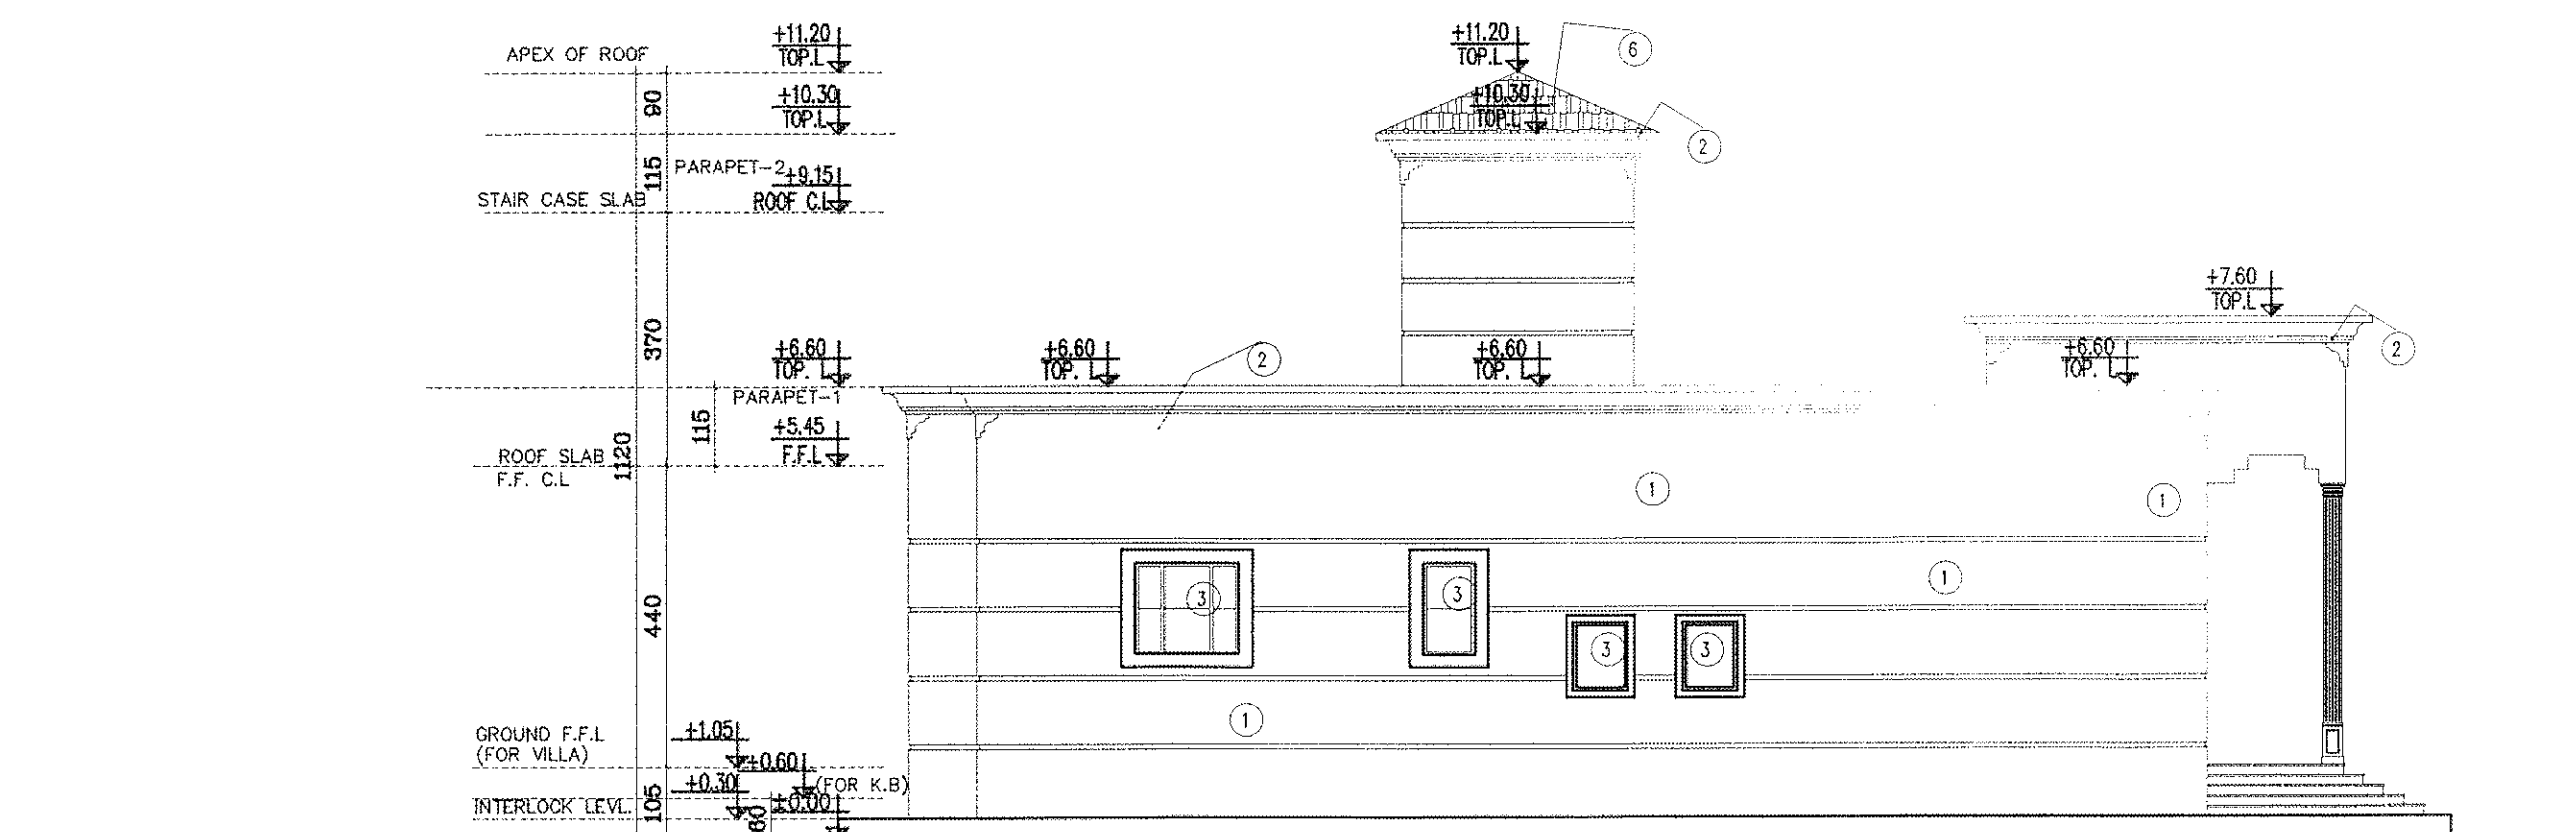 APEX OF ROOF
+11.20
TOP.L
+11.20
TOP.L
6
90
+10.30
TOP.L
+10.30
TOP.L
2
115
PARAPET-2
+9.15
STAIR CASE SLAB
ROOF C.L
+7.60
TOP.L
370
+6.60
TOP. L
+6.60
TOP. L
2
+6.60
TOP. L
+6.60
TOP. L
2
PARAPET-1
115
+5.45
F.F.L
ROOF SLAB
F.F. C.L
1120
1
1
1
3
3
3
3
440
1
GROUND F.F.L
(FOR VILLA)
+1.05
+0.60
(FOR K.B)
+0.30
INTERLOCK LEVL.
105
±0.00